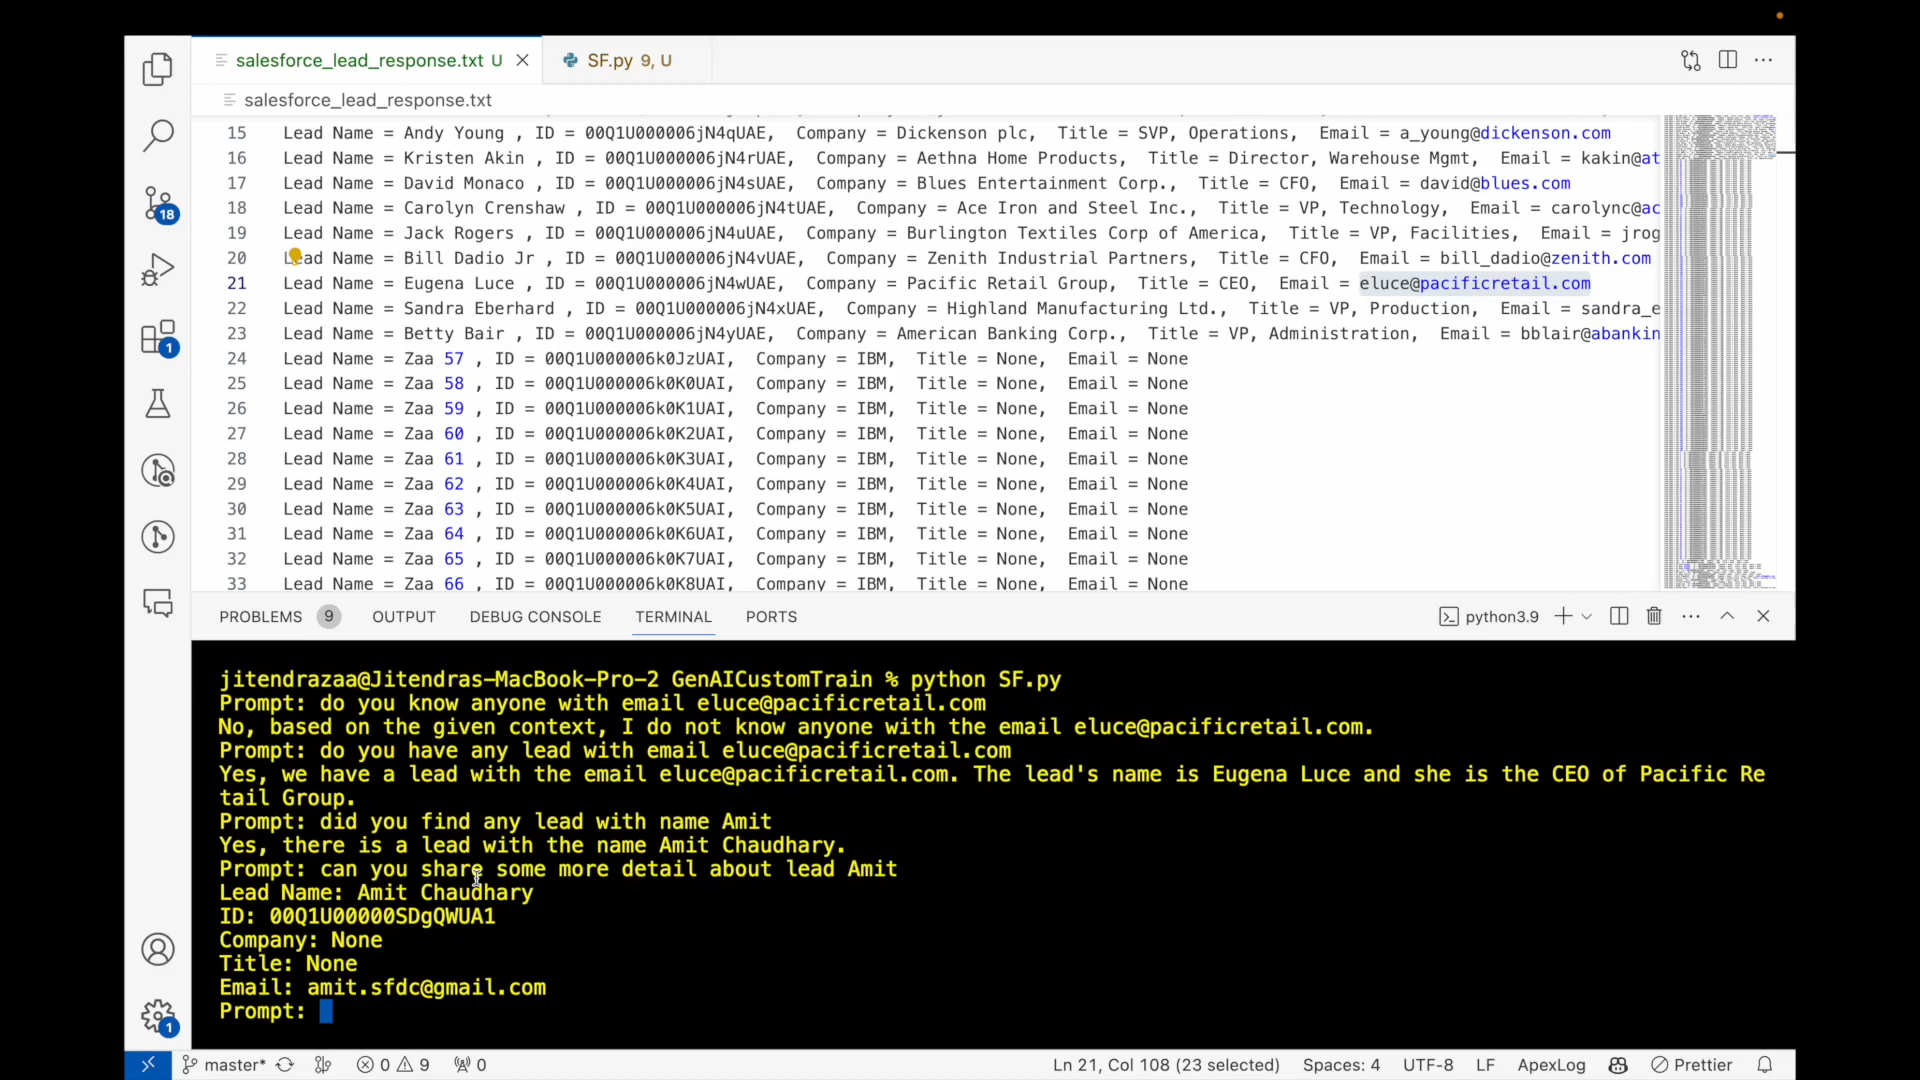 salesforce_lead_response.txt U
SF.py 9, U
salesforce_lead_response.txt
15 Lead Name = Andy Young , ID = 00Q1U000006jN4qUAE, Company = Dickenson plc, Title = SVP, Operations, Email = a_young@dickenson.com
16 Lead Name = Kristen Akin , ID = 00Q1U000006jN4rUAE, Company = Aethna Home Products, Title = Director, Warehouse Mgmt, Email = kakin@at
17 Lead Name = David Monaco , ID = 00Q1U000006jN4sUAE, Company = Blues Entertainment Corp., Title = CFO, Email = david@blues.com
18 Lead Name = Carolyn Crenshaw , ID = 00Q1U000006jN4tUAE, Company = Ace Iron and Steel Inc., Title = VP, Technology, Email = carolync@ac
19 Lead Name = Jack Rogers , ID = 00Q1U000006jN4uUAE, Company = Burlington Textiles Corp of America, Title = VP, Facilities, Email = jrog
20 Lead Name = Bill Dadio Jr , ID = 00Q1U000006jN4vUAE, Company = Zenith Industrial Partners, Title = CFO, Email = bill_dadio@zenith.com
21 Lead Name = Eugena Luce , ID = 00Q1U000006jN4wUAE, Company = Pacific Retail Group, Title = CEO, Email = eluce@pacificretail.com
22 Lead Name = Sandra Eberhard , ID = 00Q1U000006jN4xUAE, Company = Highland Manufacturing Ltd., Title = VP, Production, Email = sandra_e
23 Lead Name = Betty Bair , ID = 00Q1U000006jN4yUAE, Company = American Banking Corp., Title = VP, Administration, Email = bblair@abankin
24 Lead Name = Zaa 57 , ID = 00Q1U000006k0JzUAI, Company = IBM, Title = None, Email = None
25 Lead Name = Zaa 58 , ID = 00Q1U000006k0K0UAI, Company = IBM, Title = None, Email = None
26 Lead Name = Zaa 59 , ID = 00Q1U000006k0K1UAI, Company = IBM, Title = None, Email = None
27 Lead Name = Zaa 60 , ID = 00Q1U000006k0K2UAI, Company = IBM, Title = None, Email = None
28 Lead Name = Zaa 61 , ID = 00Q1U000006k0K3UAI, Company = IBM, Title = None, Email = None
29 Lead Name = Zaa 62 , ID = 00Q1U000006k0K4UAI, Company = IBM, Title = None, Email = None
30 Lead Name = Zaa 63 , ID = 00Q1U000006k0K5UAI, Company = IBM, Title = None, Email = None
31 Lead Name = Zaa 64 , ID = 00Q1U000006k0K6UAI, Company = IBM, Title = None, Email = None
32 Lead Name = Zaa 65 , ID = 00Q1U000006k0K7UAI, Company = IBM, Title = None, Email = None
33 Lead Name = Zaa 66 , ID = 00Q1U000006k0K8UAI, Company = IBM, Title = None, Email = None
18
1
PROBLEMS 9 OUTPUT DEBUG CONSOLE TERMINAL PORTS python3.9
jitendrazaa@Jitendras-MacBook-Pro-2 GenAICustomTrain % python SF.py
Prompt: do you know anyone with email eluce@pacificretail.com
No, based on the given context, I do not know anyone with the email eluce@pacificretail.com.
Prompt: do you have any lead with email eluce@pacificretail.com
Yes, we have a lead with the email eluce@pacificretail.com. The lead's name is Eugena Luce and she is the CEO of Pacific Re
tail Group.
Prompt: did you find any lead with name Amit
Yes, there is a lead with the name Amit Chaudhary.
Prompt: can you share some more detail about lead Amit
Lead Name: Amit Chaudhary
ID: 00Q1U00000SDgQWUA1
Company: None
Title: None
Email: amit.sfdc@gmail.com
Prompt:
1
master* 0 9 0 Ln 21, Col 108 (23 selected) Spaces: 4 UTF-8 LF ApexLog Prettier